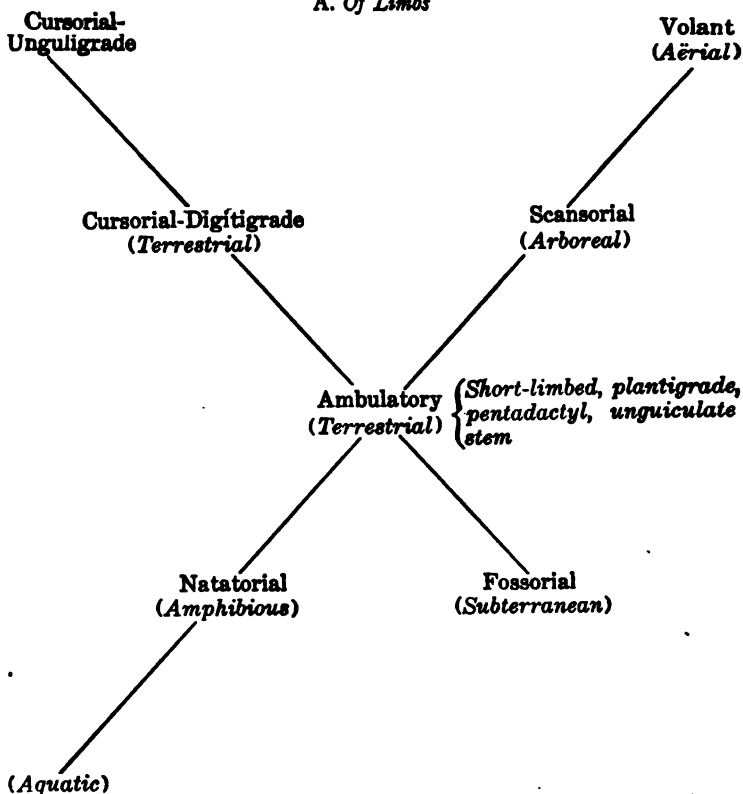 A. Of Limbs
Cursorial-
Unguligrade
Volant
(Aërial)
Cursorial-Digitigrade
(Terrestrial)
Scansorial
(Arboreal)
Ambulatory
(Terrestrial)
Short-limbed, plantigrade,
pentadactyl, unguiculate
stem
Natatorial
(Amphibious)
Fossorial
(Subterranean)
(Aquatic)